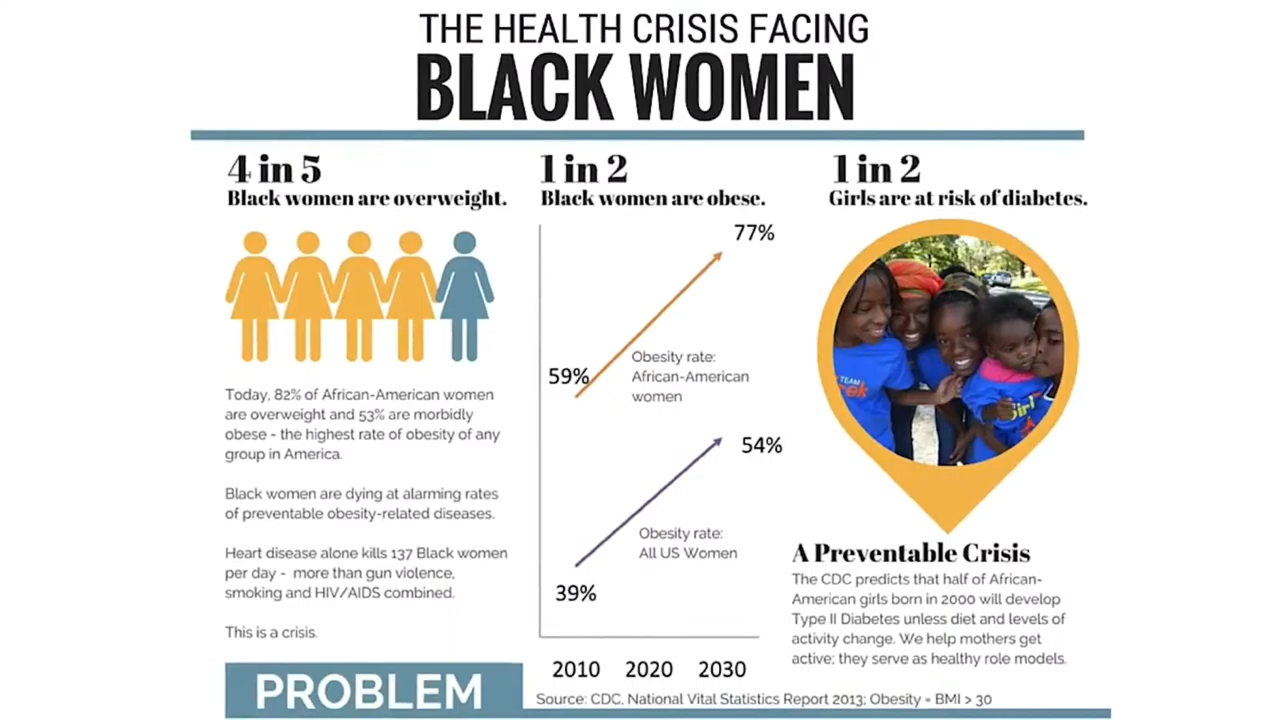 THE HEALTH CRISIS FACING
BLACK WOMEN
4 in 5
Black women are overweight.
Today, 82% of African-American women
are overweight and 53% are morbidly
obese - the highest rate of obesity of any
group in America.
Black women are dying at alarming rates
of preventable obesity-related diseases.
Heart disease alone kills 137 Black women
per day - more than gun violence,
smoking and HIV/AIDS combined.
This is a crisis.
PROBLEM
1 in 2
Black women are obese.
77%
59%
Obesity rate:
African-American
women
54%
Obesity rate:
All US Women
39%
2010 2020 2030
Source: CDC, National Vital Statistics Report 2013; Obesity = BMI > 30
1 in 2
Girls are at risk of diabetes.
TEAM
A Preventable Crisis
The CDC predicts that half of African-
American girls born in 2000 will develop
Type II Diabetes unless diet and levels of
activity change. We help mothers get
active; they serve as healthy role models.